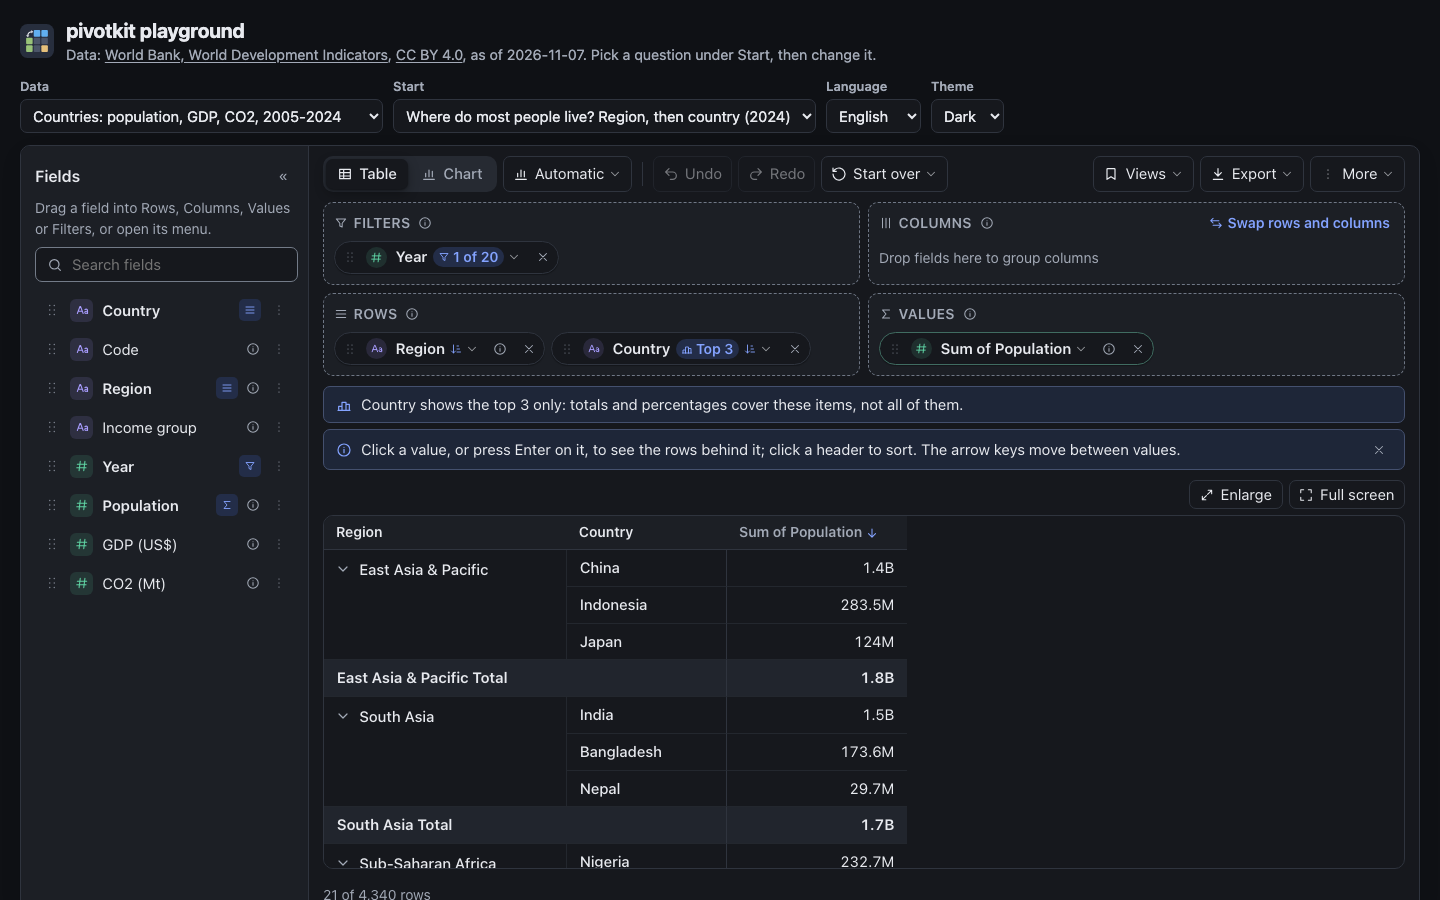 pivotkit playground
Data: World Bank, World Development Indicators, CC BY 4.0, as of 2026-11-07. Pick a question under Start, then change it.
Data
Start
Language
Theme
Countries: population, GDP, CO2, 2005-2024
Where do most people live? Region, then country (2024)
English
Dark
Fields
«
Drag a field into Rows, Columns, Values
or Filters, or open its menu.
Search fields
Aa Country
Aa Code
Aa Region
Aa Income group
# Year
# Population Σ
# GDP (US$)
# CO2 (Mt)
Table
Chart
Automatic
Undo
Redo
Start over
Views
Export
More
FILTERS
# Year 1 of 20
COLUMNS
Swap rows and columns
Drop fields here to group columns
ROWS
Aa Region
Aa Country Top 3
Σ VALUES
# Sum of Population
Country shows the top 3 only: totals and percentages cover these items, not all of them.
Click a value, or press Enter on it, to see the rows behind it; click a header to sort. The arrow keys move between values.
Enlarge
Full screen
Region Country Sum of Population ↓
East Asia & Pacific China 1.4B
Indonesia 283.5M
Japan 124M
East Asia & Pacific Total 1.8B
South Asia India 1.5B
Bangladesh 173.6M
Nepal 29.7M
South Asia Total 1.7B
Sub-Saharan Africa Nigeria 232.7M
21 of 4,340 rows